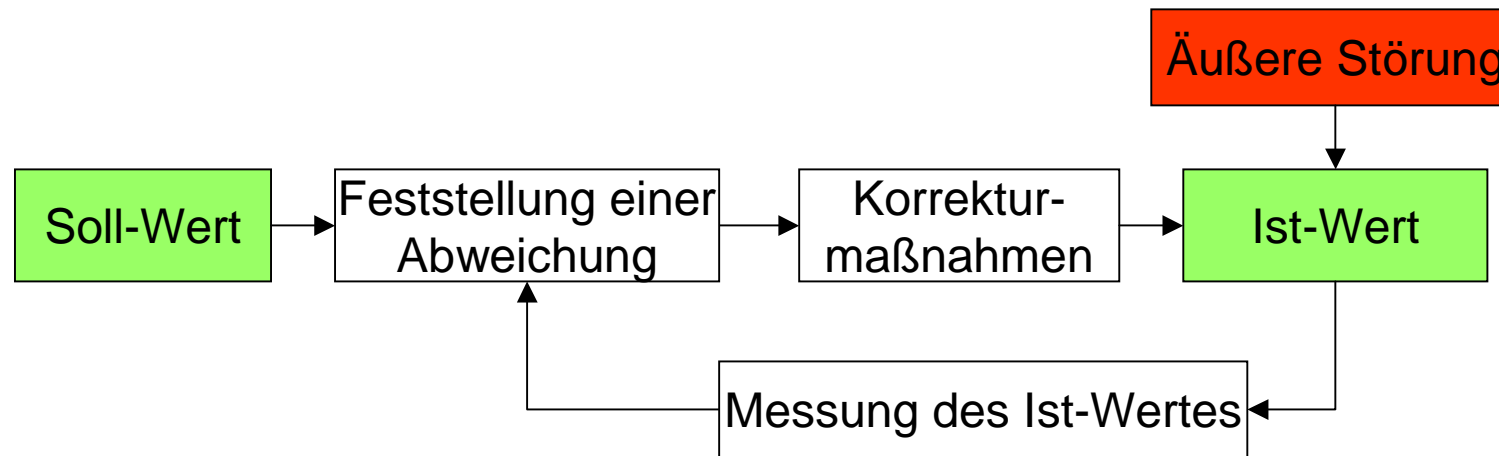 Äußere Störung
Soll-Wert
Feststellung einer
Abweichung
Korrektur-
maßnahmen
Ist-Wert
Messung des Ist-Wertes